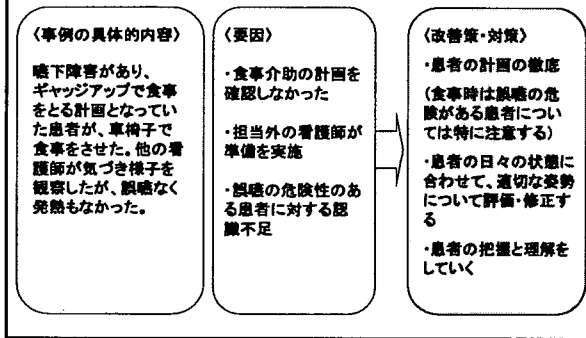 〈事例の具体的内容〉
嚥下障害があり、
ギャッジアップで食事
をとる計画となってい
た患者が、車椅子で
食事をさせた。他の看
護師が気づき様子を
観察したが、誤嚥なく
発熱もなかった。
〈要因〉
・食事介助の計画を
確認しなかった
・担当外の看護師が
準備を実施
・誤嚥の危険性のあ
る患者に対する認
識不足
〈改善策・対策〉
・患者の計画の徹底
(食事時は誤嚥の危
険がある患者につい
ては特に注意する)
・患者の日々の状態に
合わせて、適切な姿勢
について評価・修正す
る
・患者の把握と理解を
していく